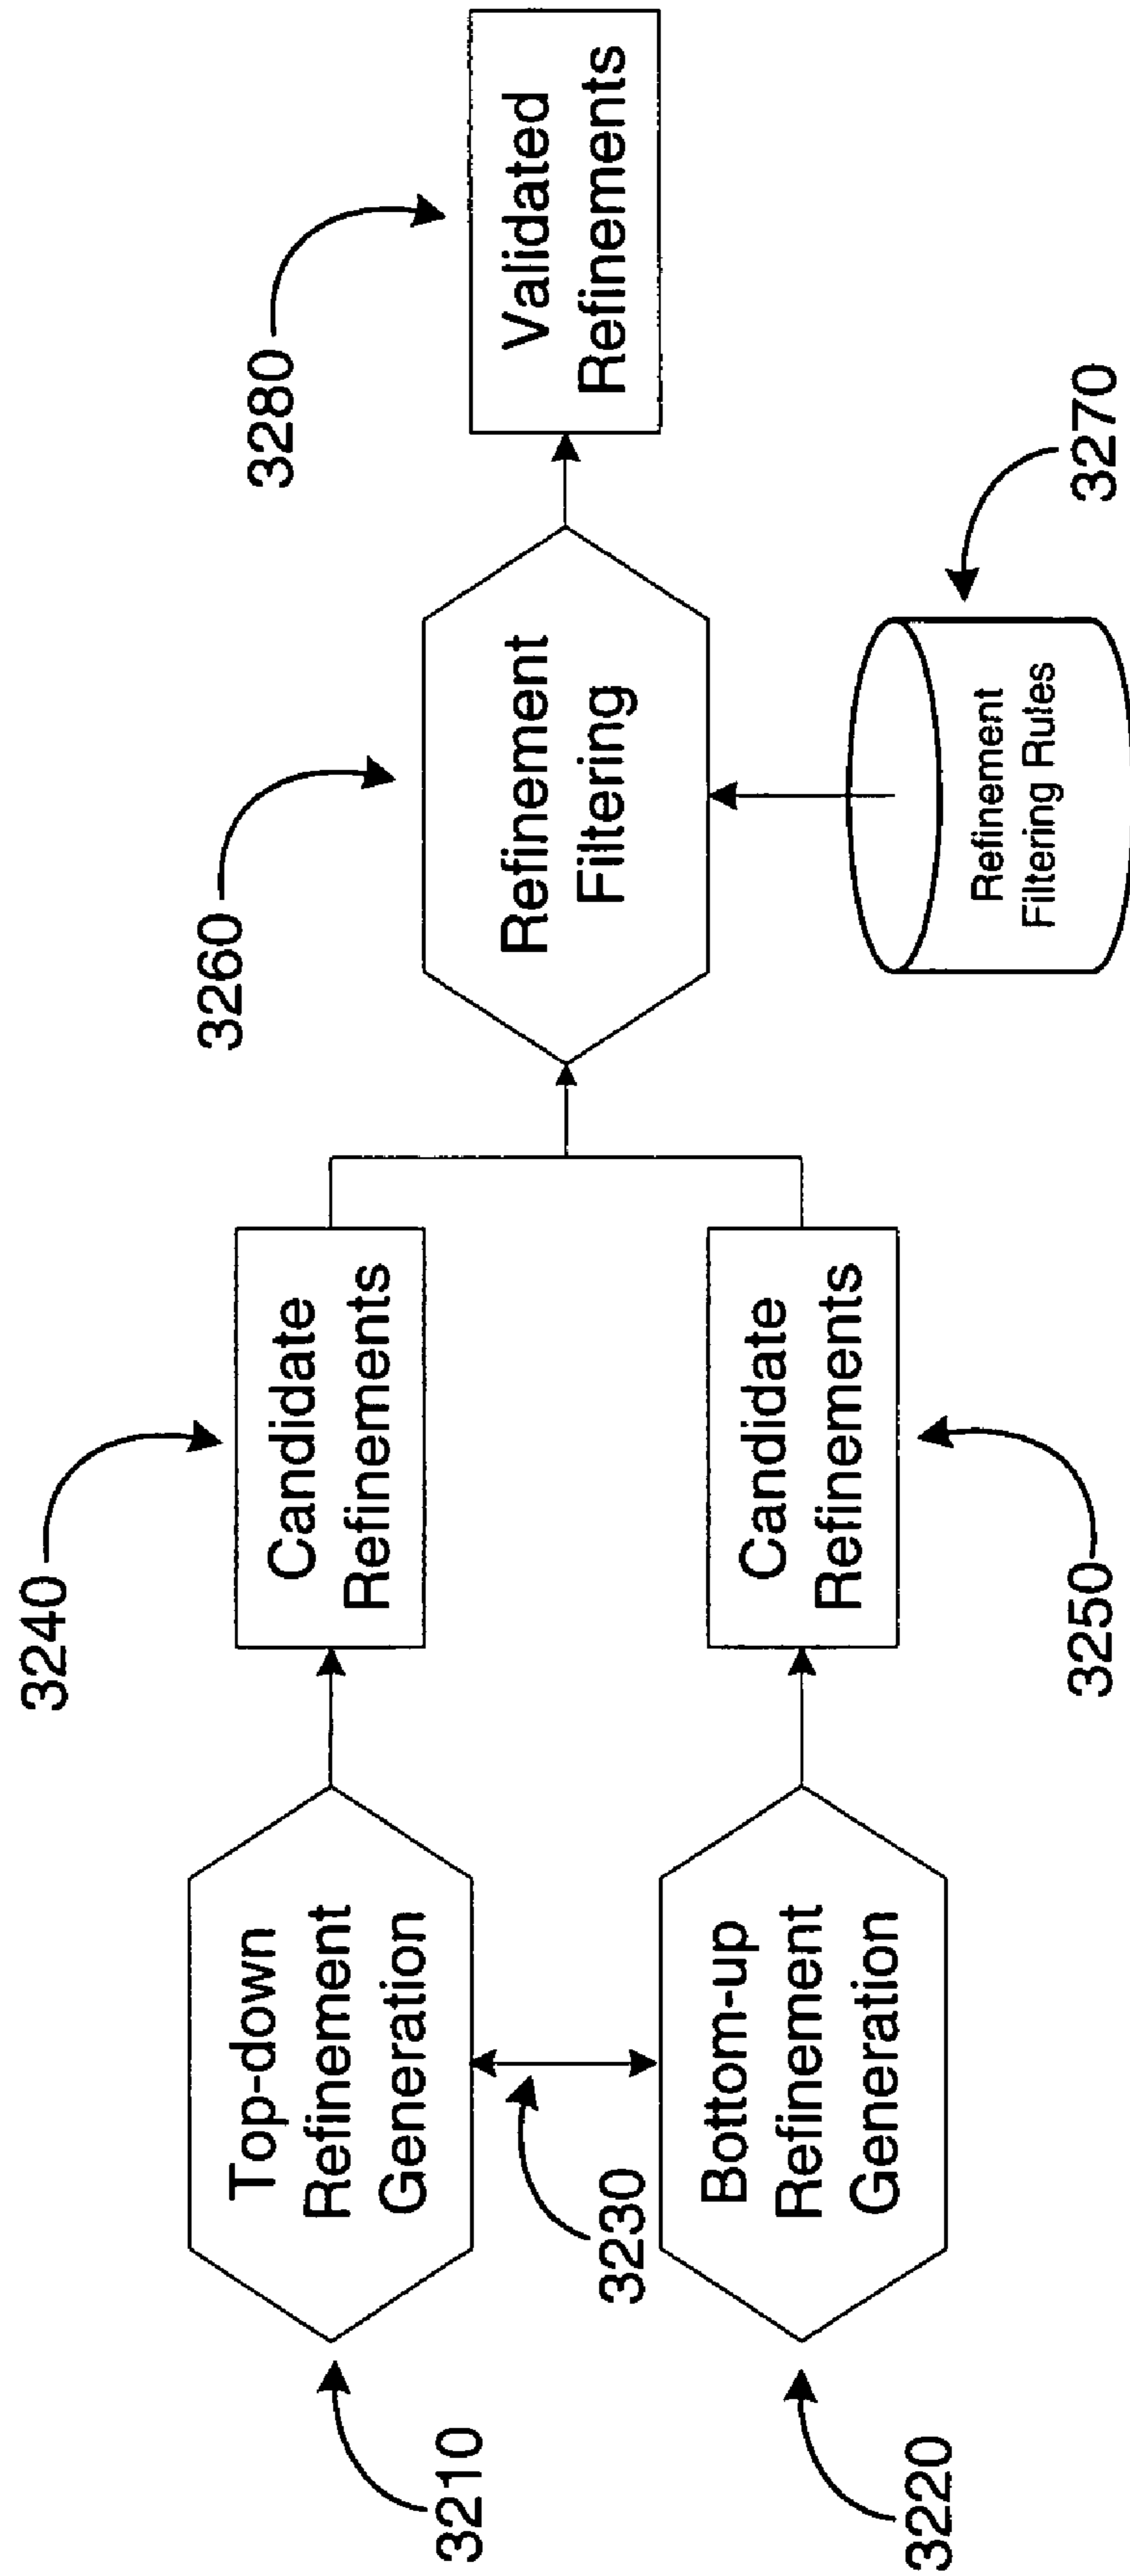 3210
Top-down
Refinement
Generation
3230
3220
Bottom-up
Refinement
Generation
3240
Candidate
Refinements
3250
Candidate
Refinements
3260
Refinement
Filtering
3270
Refinement
Filtering Rules
3280
Validated
Refinements